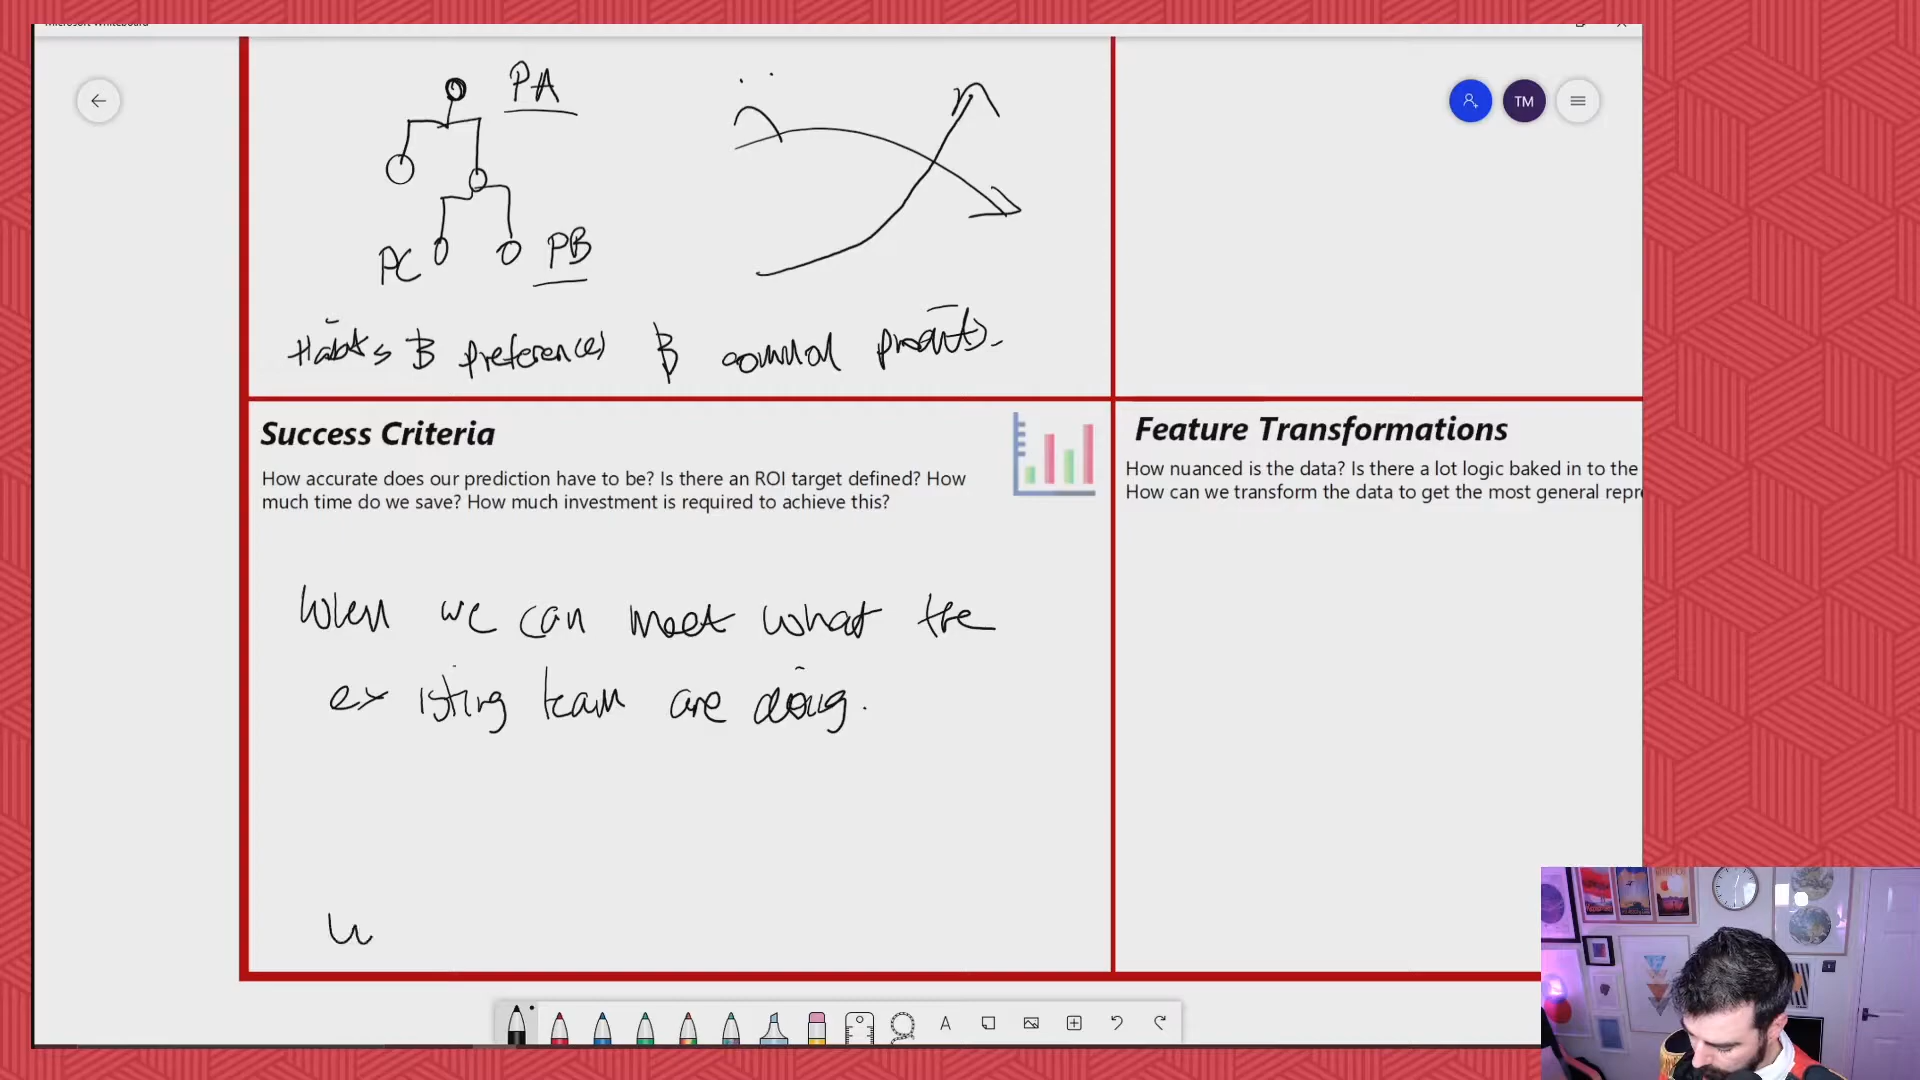 PA
PC
PB
Habits & preferences & common products.
TM
Success Criteria
How accurate does our prediction have to be? Is there an ROI target defined? How
much time do we save? How much investment is required to achieve this?
When we can meet what the
existing team are doing.
Feature Transformations
How nuanced is the data? Is there a lot logic baked in to the
How can we transform the data to get the most general repr
A